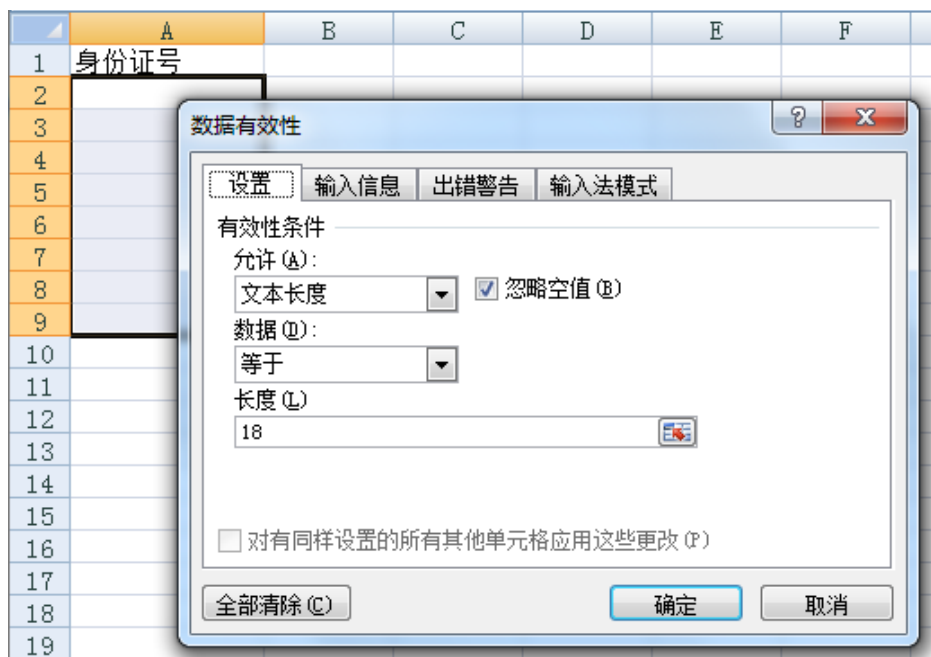 A B C D E F
1 身份证号
2
3
数据有效性
4
设置 输入信息 出错警告 输入法模式
5
6 有效性条件
7 允许(A):
8 文本长度 忽略空值(B)
9 数据(D):
10 等于
11 长度(L)
12 18
13
14
15
16 对有同样设置的所有其他单元格应用这些更改(P)
17
18 全部清除(C) 确定 取消
19